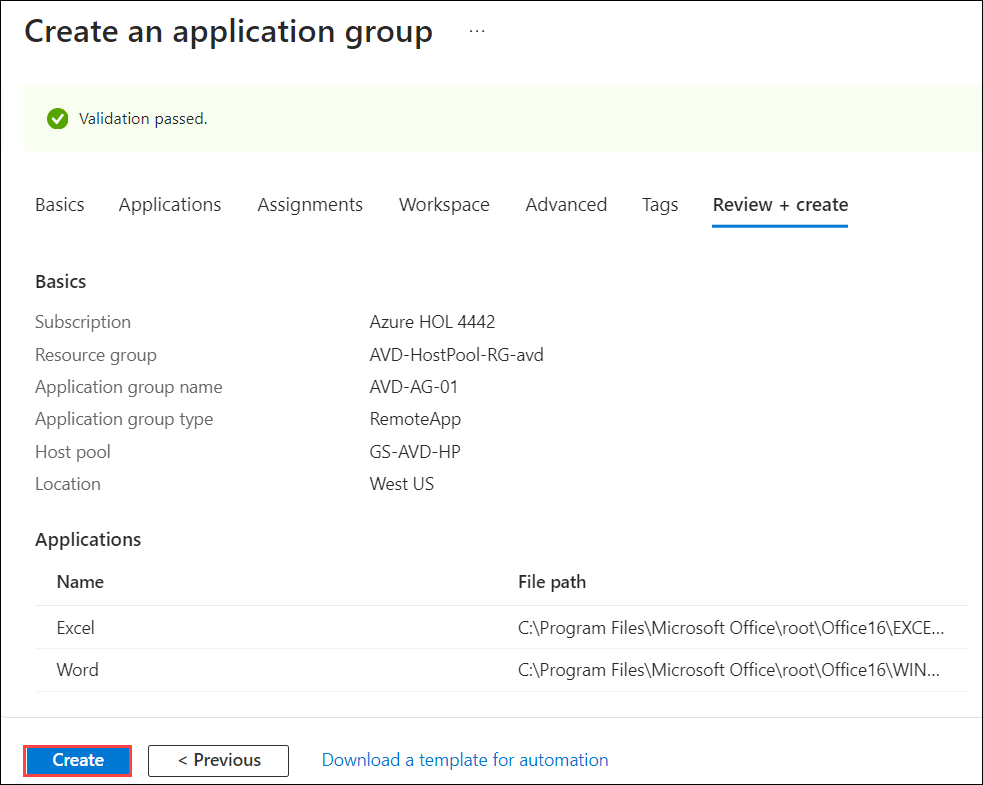 Create an application group ...
Validation passed.
Basics Applications Assignments Workspace Advanced Tags Review + create
Basics
Subscription Azure HOL 4442
Resource group AVD-HostPool-RG-avd
Application group name AVD-AG-01
Application group type RemoteApp
Host pool GS-AVD-HP
Location West US
Applications
Name File path
Excel C:\Program Files\Microsoft Office\root\Office16\EXCE...
Word C:\Program Files\Microsoft Office\root\Office16\WIN...
Create < Previous Download a template for automation